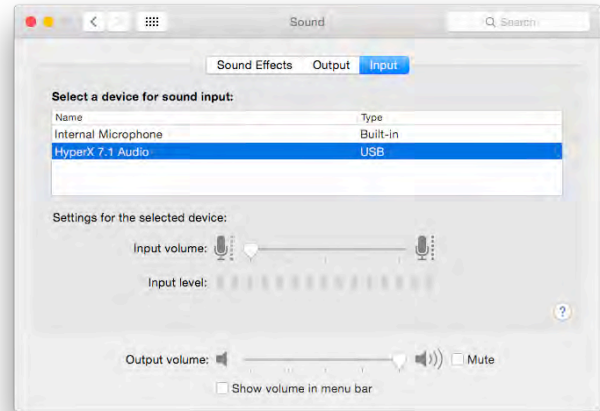 Sound
Search
Sound Effects Output Input
Select a device for sound input:
Name Type
Internal Microphone Built-in
HyperX 7.1 Audio USB
Settings for the selected device:
Input volume:
Input level:
?
Output volume: Mute
Show volume in menu bar